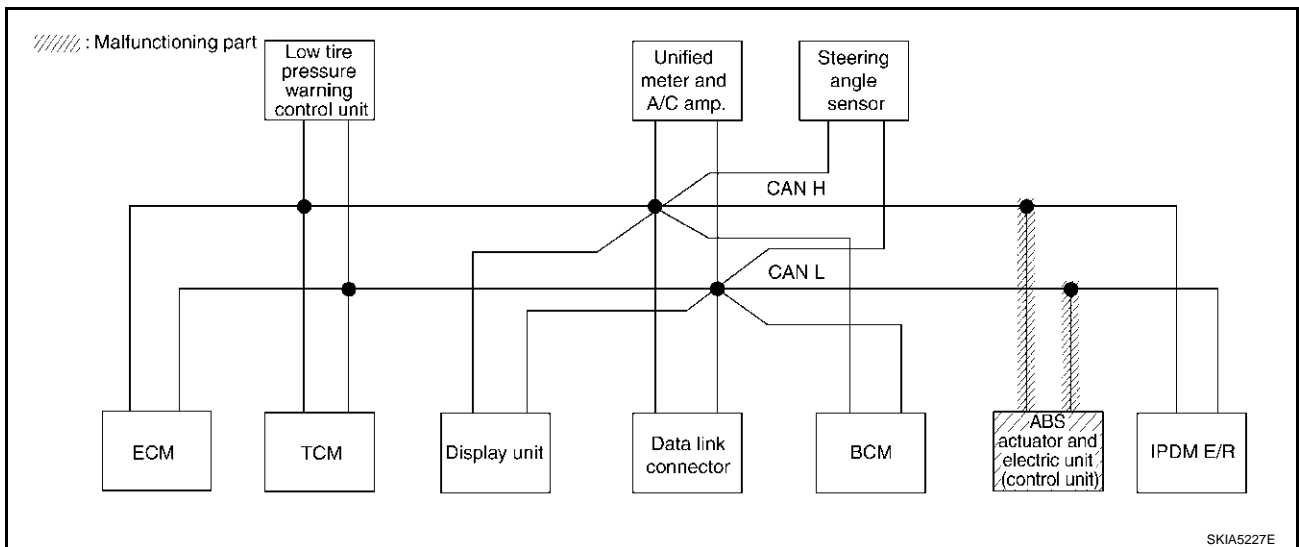 : Malfunctioning part
Low tire
pressure
warning
control unit
Unified
meter and
A/C amp.
Steering
angle
sensor
CAN H
CAN L
ECM
TCM
Display unit
Data link
connector
BCM
ABS
actuator and
electric unit
(control unit)
IPDM E/R
SKIA5227E